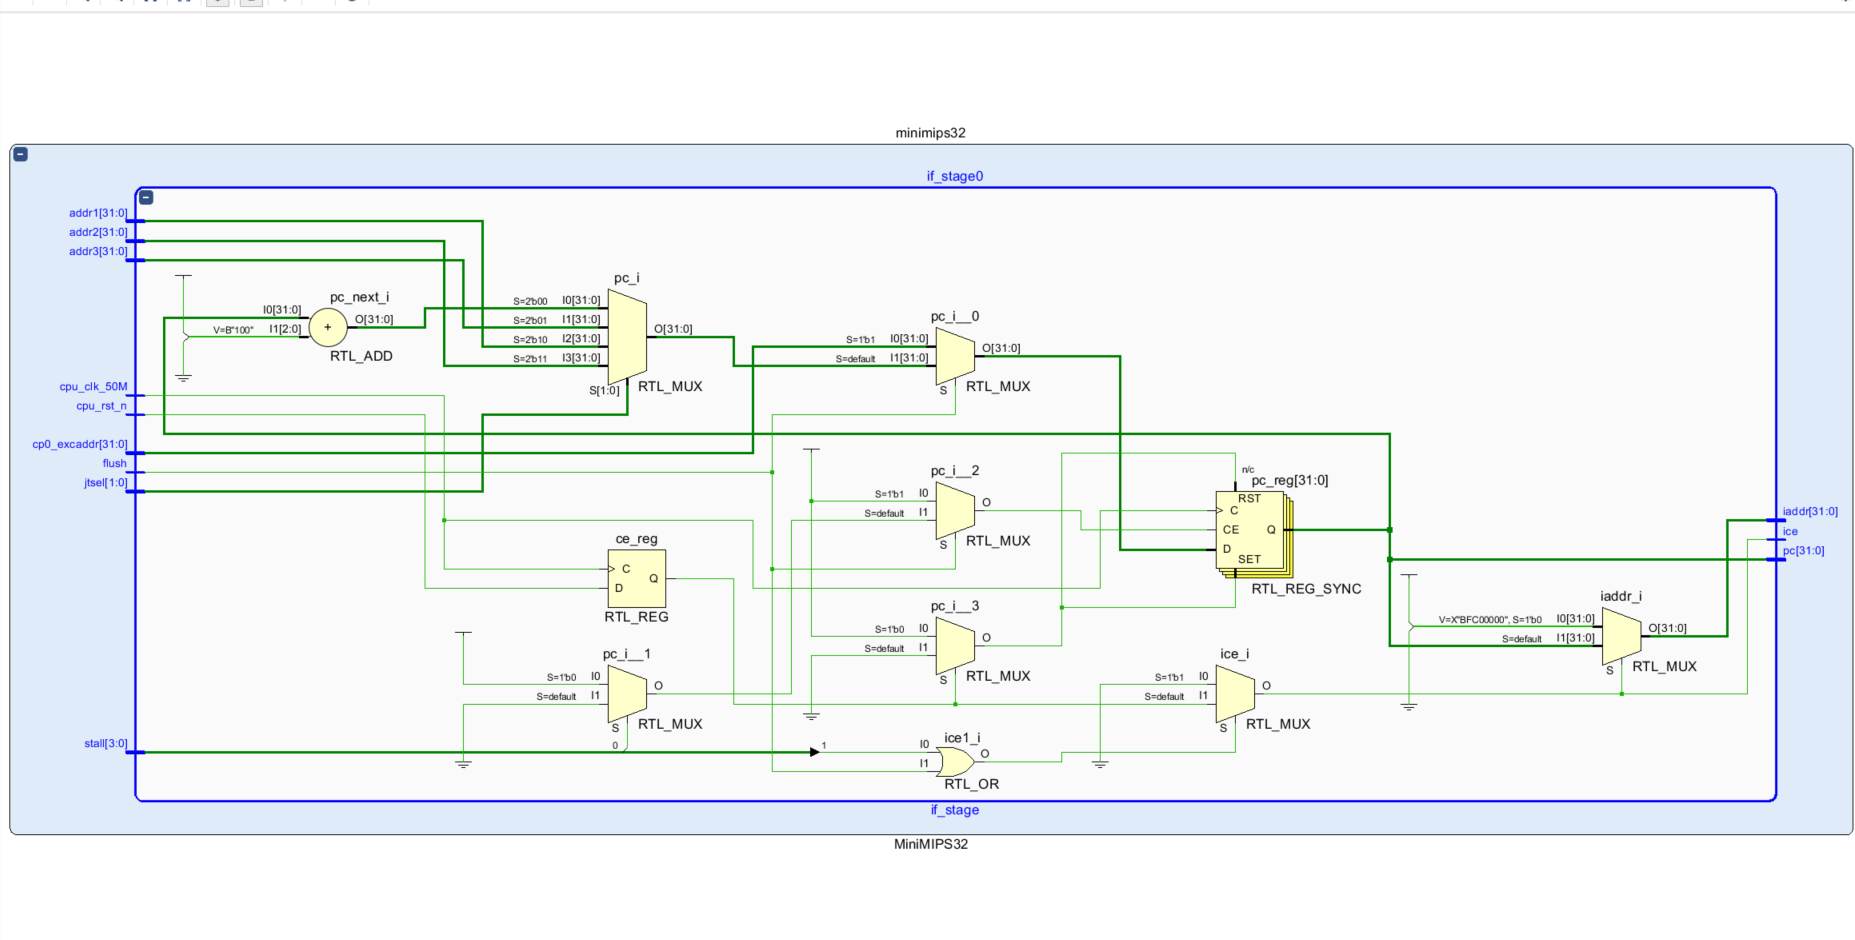 minimips32
if_stage0
addr1[31:0]
addr2[31:0]
addr3[31:0]
cpu_clk_50M
cpu_rst_n
cp0_excaddr[31:0]
flush
jtsel[1:0]
stall[3:0]
pc_next_i
I0[31:0]
V=B"100" I1[2:0]
+
O[31:0]
RTL_ADD
pc_i
S=2'b00 I0[31:0]
S=2'b01 I1[31:0]
S=2'b10 I2[31:0]
S=2'b11 I3[31:0]
S[1:0]
O[31:0]
RTL_MUX
pc_i__0
S=1'b1 I0[31:0]
S=default I1[31:0]
S
O[31:0]
RTL_MUX
pc_i__2
S=1'b1 I0
S=default I1
S
O
RTL_MUX
ce_reg
C
D
Q
RTL_REG
pc_i__3
S=1'b0 I0
S=default I1
S
O
RTL_MUX
pc_i__1
S=1'b0 I0
S=default I1
S
O
RTL_MUX
0
1
ice1_i
I0
I1
O
RTL_OR
n/c
pc_reg[31:0]
RST
C
CE
D
Q
SET
RTL_REG_SYNC
ice_i
S=1'b1 I0
S=default I1
S
O
RTL_MUX
iaddr_i
V=X"BFC00000", S=1'b0 I0[31:0]
S=default I1[31:0]
S
O[31:0]
RTL_MUX
iaddr[31:0]
ice
pc[31:0]
if_stage
MiniMIPS32